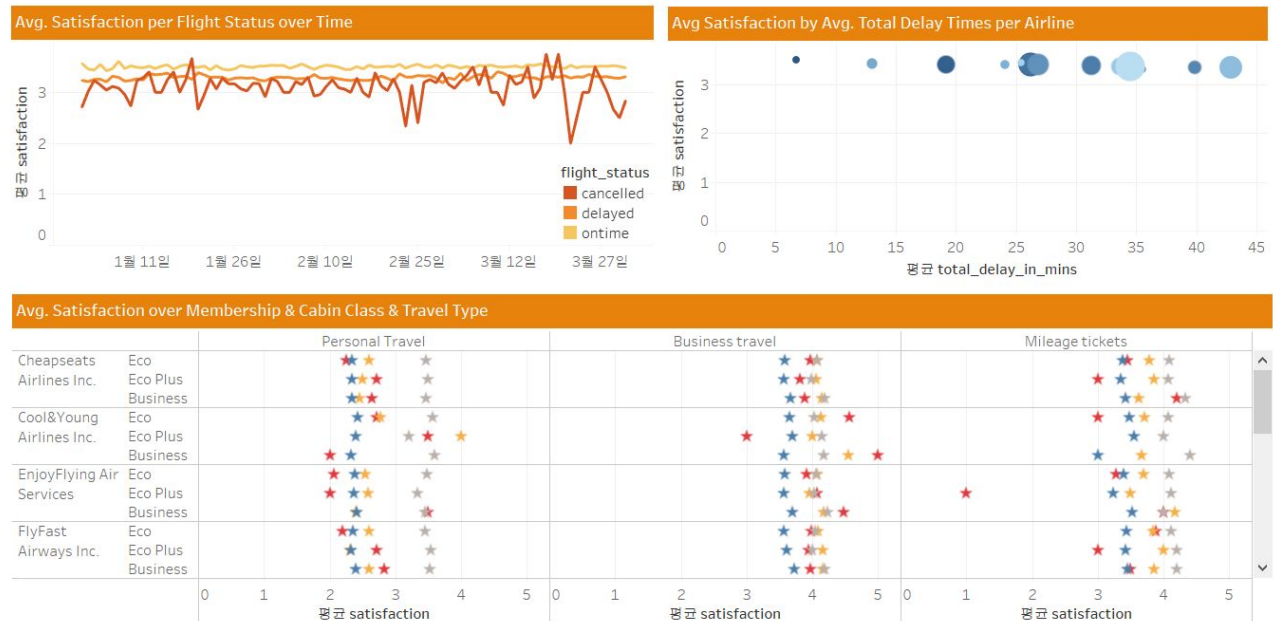 Avg. Satisfaction per Flight Status over Time
3
2
1
0
평균 satisfaction
flight_status
cancelled
delayed
ontime
1월 11일 1월 26일 2월 10일 2월 25일 3월 12일 3월 27일
Avg Satisfaction by Avg. Total Delay Times per Airline
3
2
1
0
평균 satisfaction
0 5 10 15 20 25 30 35 40 45
평균 total_delay_in_mins
Avg. Satisfaction over Membership & Cabin Class & Travel Type
Personal Travel Business travel Mileage tickets
Cheapseats Eco
Airlines Inc. Eco Plus
Business
Cool&Young Eco
Airlines Inc. Eco Plus
Business
EnjoyFlying Air Eco
Services Eco Plus
Business
FlyFast Eco
Airways Inc. Eco Plus
Business
0 1 2 3 4 5 0 1 2 3 4 5 0 1 2 3 4 5
평균 satisfaction 평균 satisfaction 평균 satisfaction